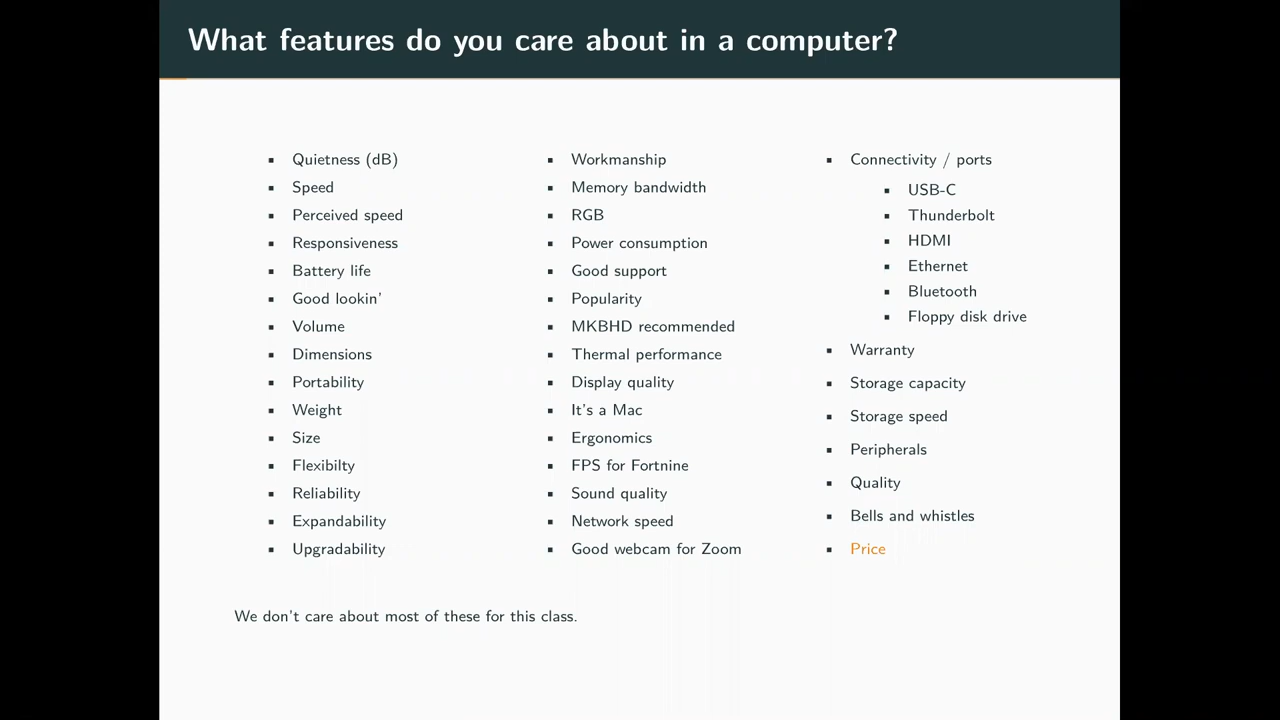 What features do you care about in a computer?
Quietness (dB)
Speed
Perceived speed
Responsiveness
Battery life
Good lookin'
Volume
Dimensions
Portability
Weight
Size
Flexibilty
Reliability
Expandability
Upgradability
Workmanship
Memory bandwidth
RGB
Power consumption
Good support
Popularity
MKBHD recommended
Thermal performance
Display quality
It's a Mac
Ergonomics
FPS for Fortnine
Sound quality
Network speed
Good webcam for Zoom
Connectivity / ports
USB-C
Thunderbolt
HDMI
Ethernet
Bluetooth
Floppy disk drive
Warranty
Storage capacity
Storage speed
Peripherals
Quality
Bells and whistles
Price
We don't care about most of these for this class.